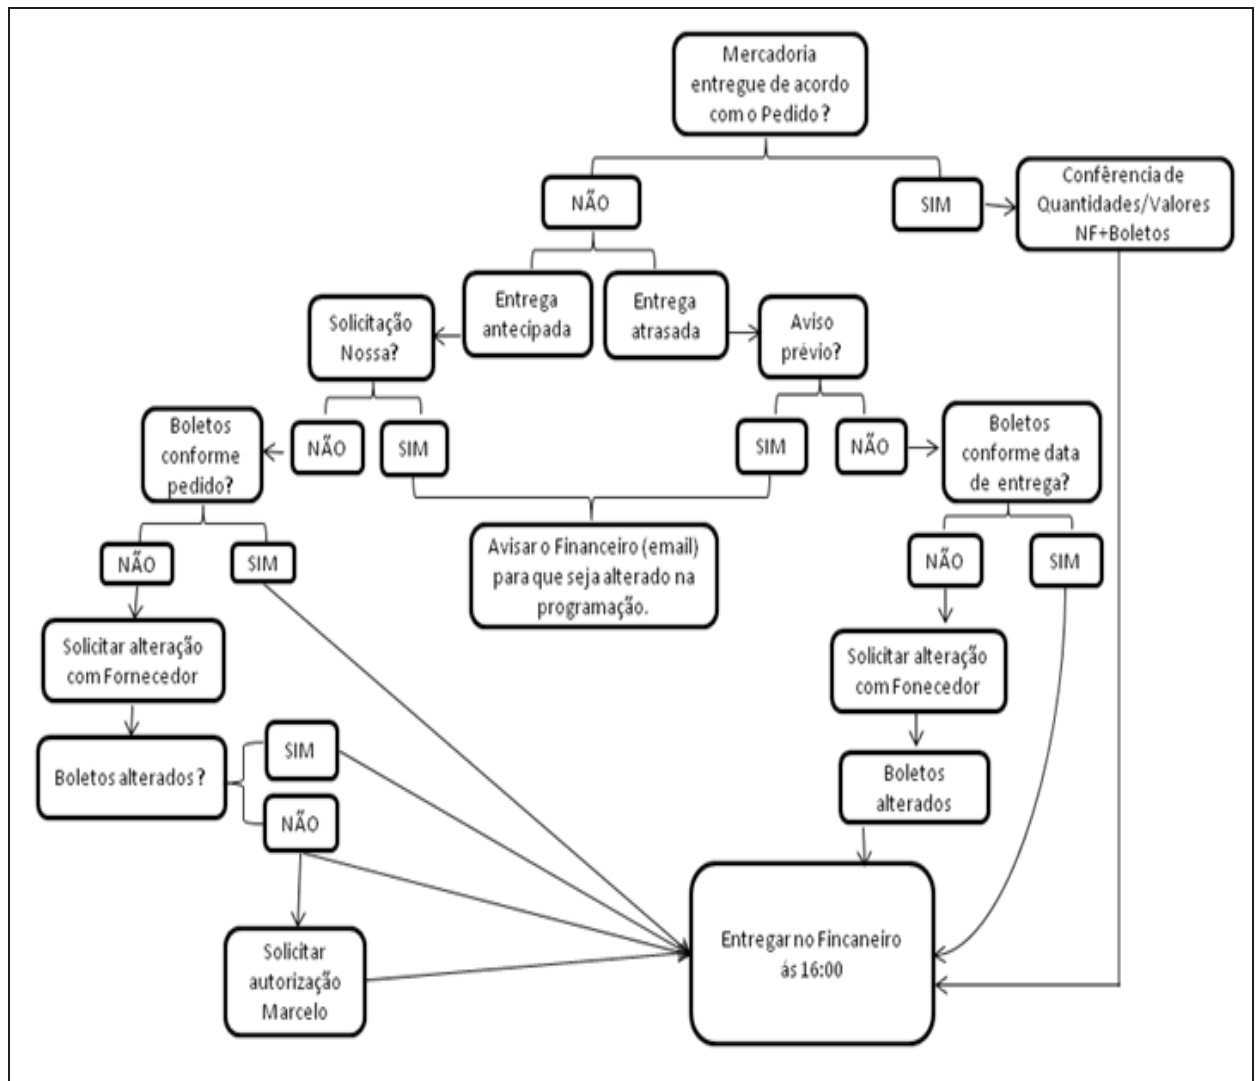 Mercadoria
entregue de acordo
com o Pedido?
NÃO
SIM
Confêrencia de
Quantidades/Valores
NF+Boletos
Entrega
antecipada
Entrega
atrasada
Solicitação
Nossa?
Aviso
prévio?
Boletos
conforme
pedido?
NÃO
SIM
SIM
NÃO
Boletos
conforme data
de entrega?
NÃO
SIM
Avisar o Financeiro (email)
para que seja alterado na
programação.
NÃO
SIM
Solicitar alteração
com Fornecedor
Solicitar alteração
com Fonecedor
Boletos alterados?
SIM
NÃO
Boletos
alterados
Solicitar
autorização
Marcelo
Entregar no Fincaneiro
ás 16:00